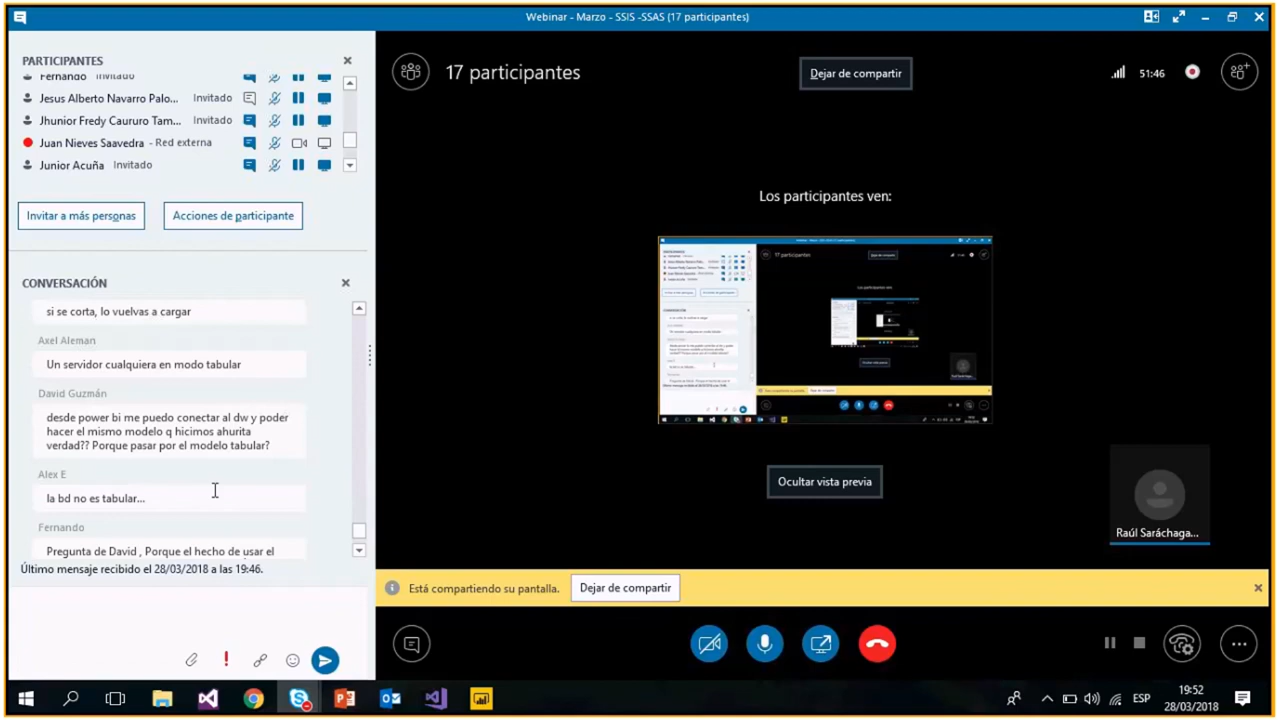 Webinar - Marzo - SSIS -SSAS (17 participantes)
PARTICIPANTES
Fernando Invitado
Jesus Alberto Navarro Palo... Invitado
Jhunior Fredy Caururo Tam... Invitado
Juan Nieves Saavedra - Red externa
Junior Acuña Invitado
Invitar a más personas
Acciones de participante
CONVERSACIÓN
si se corta, lo vuelvas a cargar
Axel Aleman
Un servidor cualquiera en modo tabular
David Guzman
Desde power bi me puedo conectar al dw y puedo
hacer el mismo modelo q hicimos ahurita
verdad?? Porque pasar por el modelo tabular?
Alex E
la bd no es tabular...
Fernando
Pregunta de David , Porque el hecho de usar el
Último mensaje recibido el 28/03/2018 a las 19:46.
17 participantes
Dejar de compartir
51:46
Los participantes ven:
17 participantes
Ocultar vista previa
Raúl Saráchaga...
Está compartiendo su pantalla.
Dejar de compartir
ESP
19:52
28/03/2018